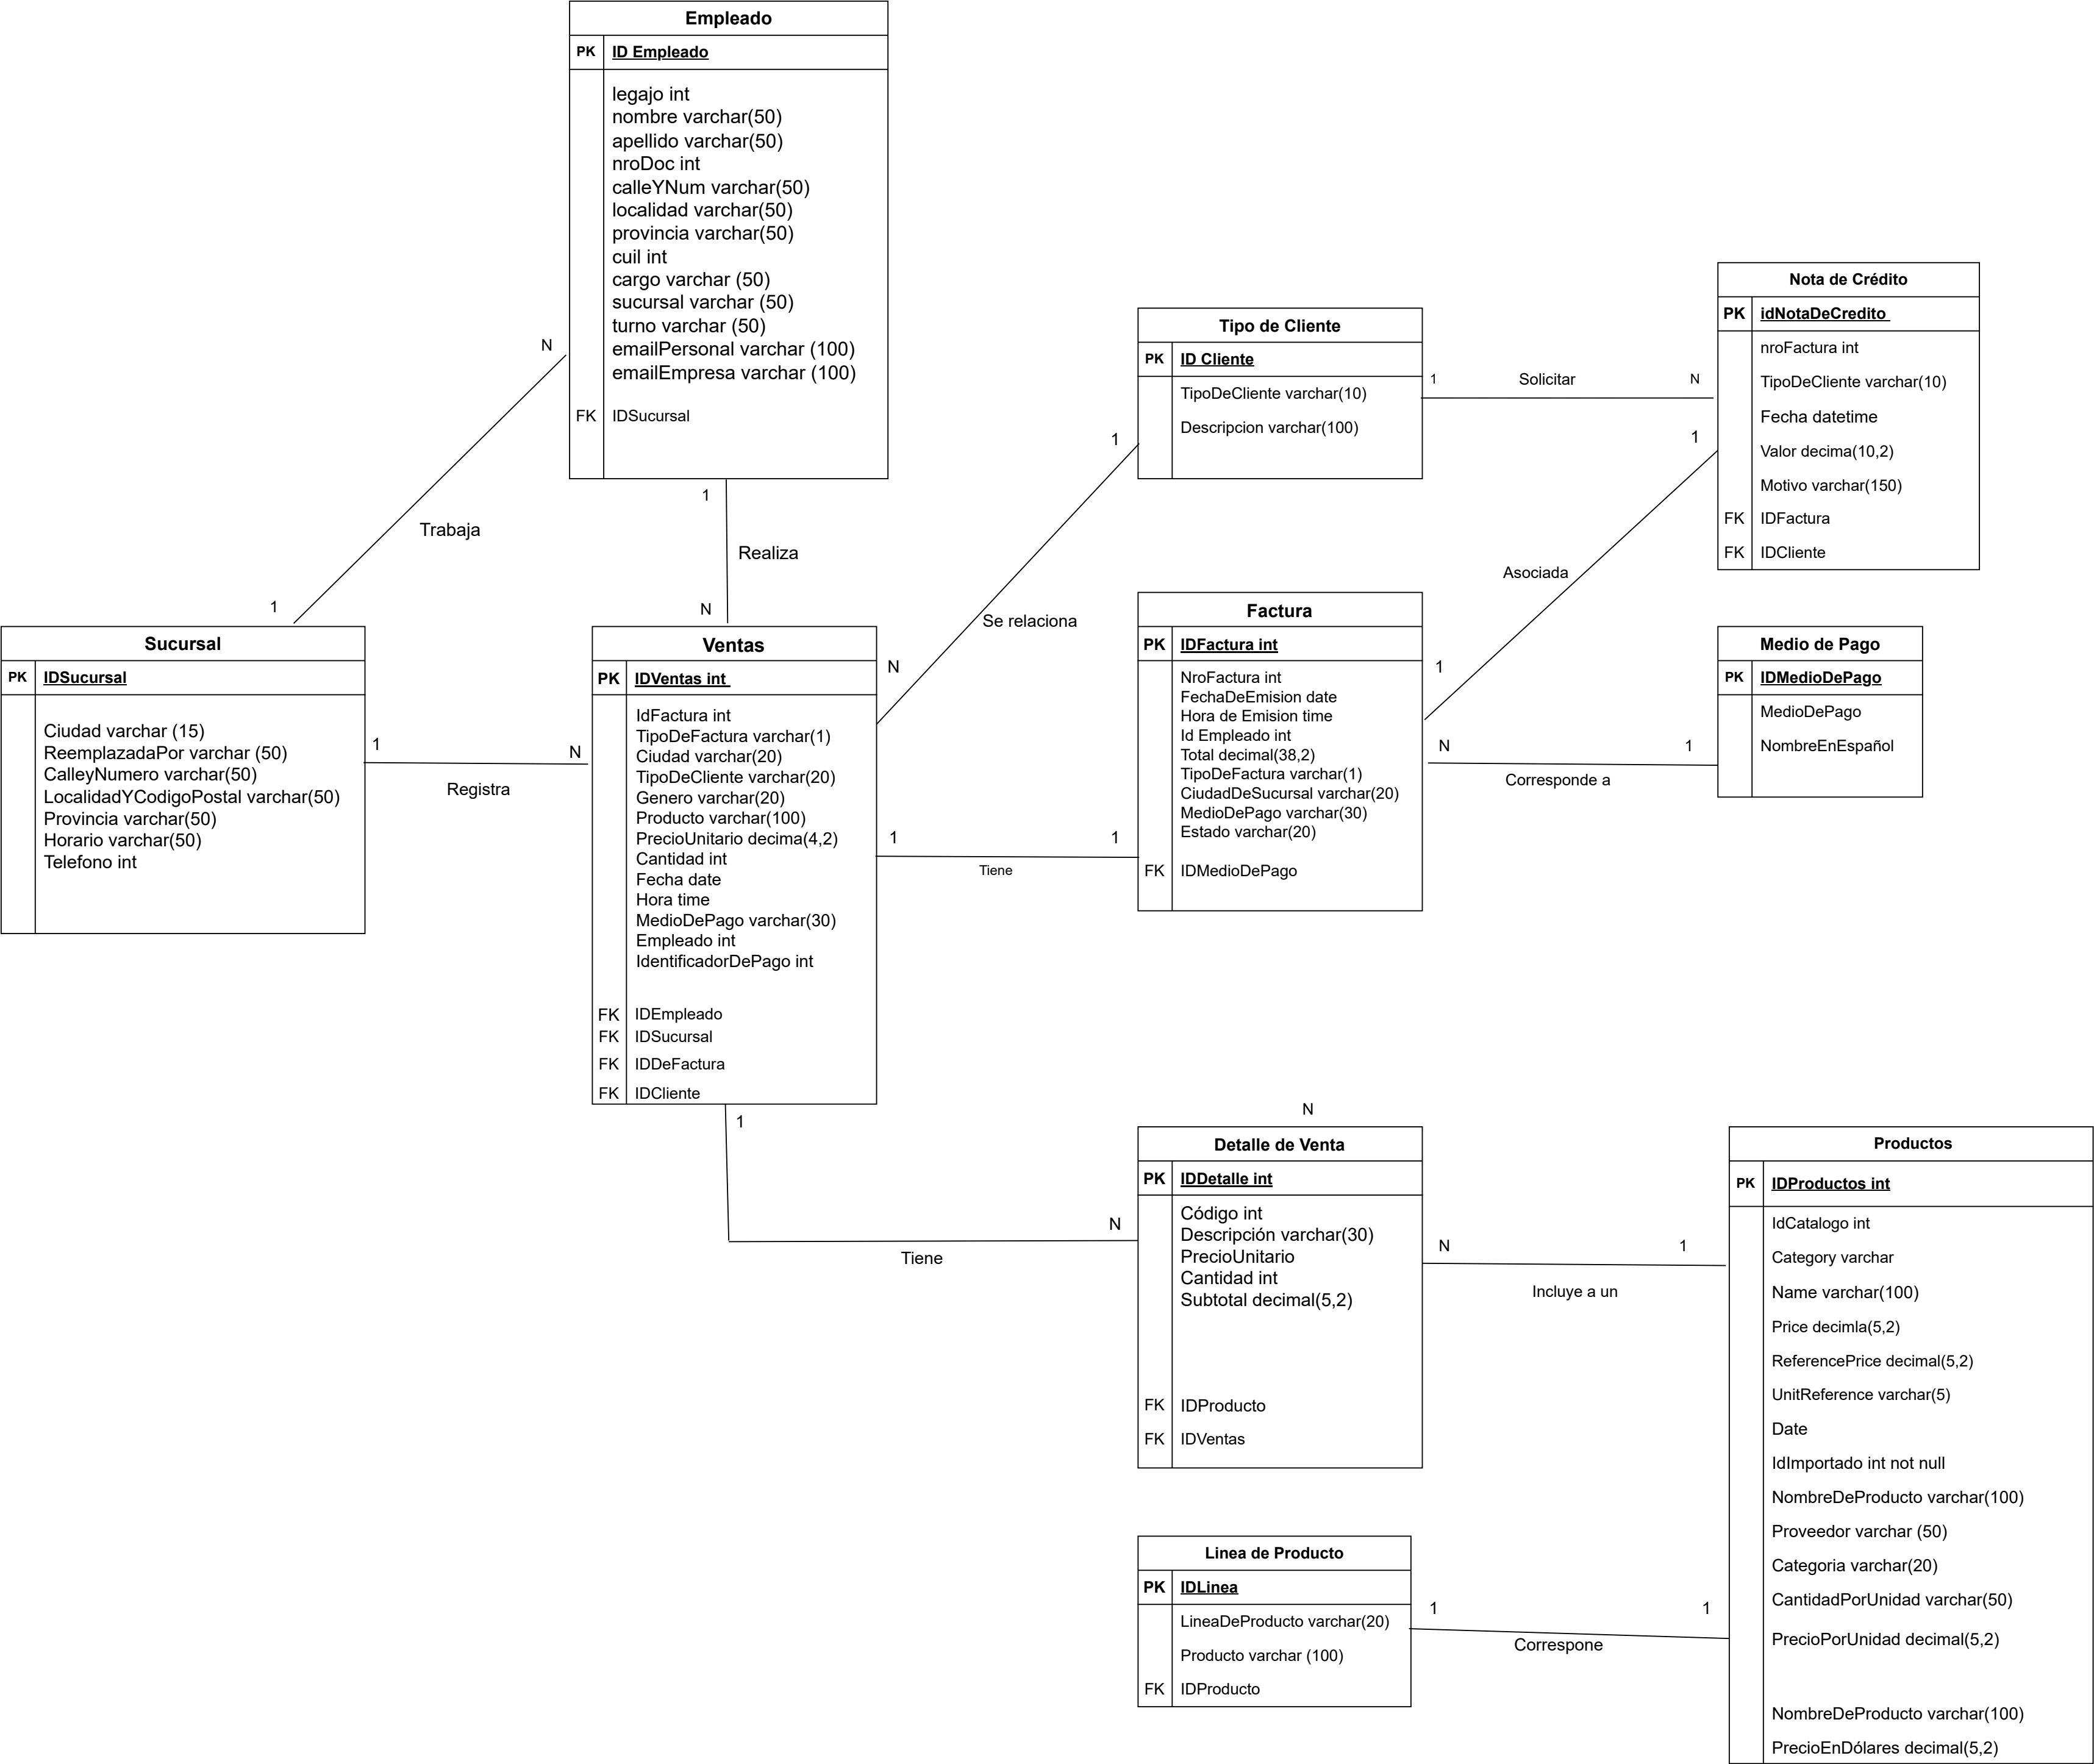 Empleado
PK ID Empleado
legajo int
nombre varchar(50)
apellido varchar(50)
nroDoc int
calleYNum varchar(50)
localidad varchar(50)
provincia varchar(50)
cuil int
cargo varchar (50)
sucursal varchar (50)
turno varchar (50)
emailPersonal varchar (100)
emailEmpresa varchar (100)
FK IDSucursal
N
Trabaja
1
1
Realiza
N
Tipo de Cliente
PK ID Cliente
TipoDeCliente varchar(10)
Descripcion varchar(100)
1 Solicitar N
Nota de Crédito
PK idNotaDeCredito
nroFactura int
TipoDeCliente varchar(10)
Fecha datetime
Valor decima(10,2)
Motivo varchar(150)
FK IDFactura
FK IDCliente
1
Se relaciona
N
1
Asociada
1
Sucursal
PK IDSucursal
Ciudad varchar (15)
ReemplazadaPor varchar (50)
CalleyNumero varchar(50)
LocalidadYCodigoPostal varchar(50)
Provincia varchar(50)
Horario varchar(50)
Telefono int
1 N
Registra
Ventas
PK IDVentas int
IdFactura int
TipoDeFactura varchar(1)
Ciudad varchar(20)
TipoDeCliente varchar(20)
Genero varchar(20)
Producto varchar(100)
PrecioUnitario decima(4,2)
Cantidad int
Fecha date
Hora time
MedioDePago varchar(30)
Empleado int
IdentificadorDePago int
FK IDEmpleado
FK IDSucursal
FK IDDeFactura
FK IDCliente
1 1
Tiene
Factura
PK IDFactura int
NroFactura int
FechaDeEmision date
Hora de Emision time
Id Empleado int
Total decimal(38,2)
TipoDeFactura varchar(1)
CiudadDeSucursal varchar(20)
MedioDePago varchar(30)
Estado varchar(20)
FK IDMedioDePago
N 1
Corresponde a
Medio de Pago
PK IDMedioDePago
MedioDePago
NombreEnEspañol
1
N
Tiene
N
Detalle de Venta
PK IDDetalle int
Código int
Descripción varchar(30)
PrecioUnitario
Cantidad int
Subtotal decimal(5,2)
FK IDProducto
FK IDVentas
N 1
Incluye a un
Productos
PK IDProductos int
IdCatalogo int
Category varchar
Name varchar(100)
Price decimla(5,2)
ReferencePrice decimal(5,2)
UnitReference varchar(5)
Date
IdImportado int not null
NombreDeProducto varchar(100)
Proveedor varchar (50)
Categoria varchar(20)
CantidadPorUnidad varchar(50)
PrecioPorUnidad decimal(5,2)
NombreDeProducto varchar(100)
PrecioEnDólares decimal(5,2)
Linea de Producto
PK IDLinea
LineaDeProducto varchar(20)
Producto varchar (100)
FK IDProducto
1 1
Correspone